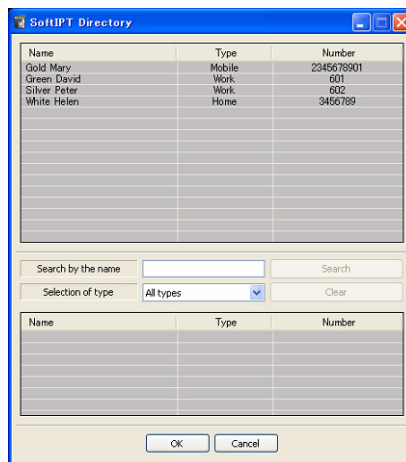 SoftIPT Directory
Name Type Number
Gold Mary Mobile 2345678901
Green David Work 601
Silver Peter Work 602
White Helen Home 3456789
Search by the name Search
Selection of type All types Clear
Name Type Number
OK Cancel